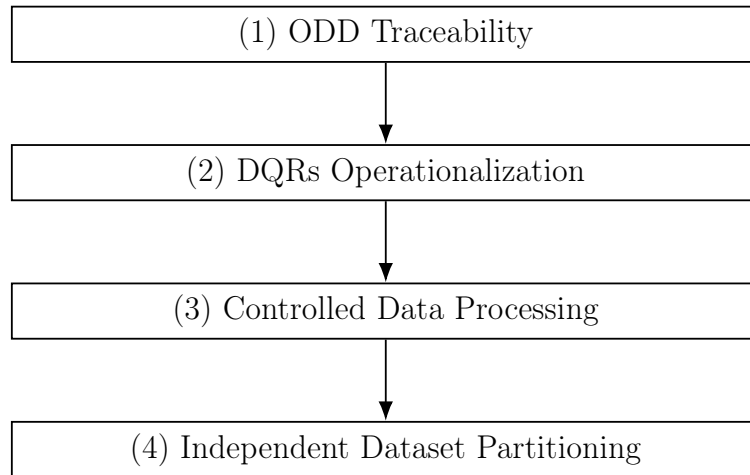 (1) ODD Traceability
(2) DQRs Operationalization
(3) Controlled Data Processing
(4) Independent Dataset Partitioning